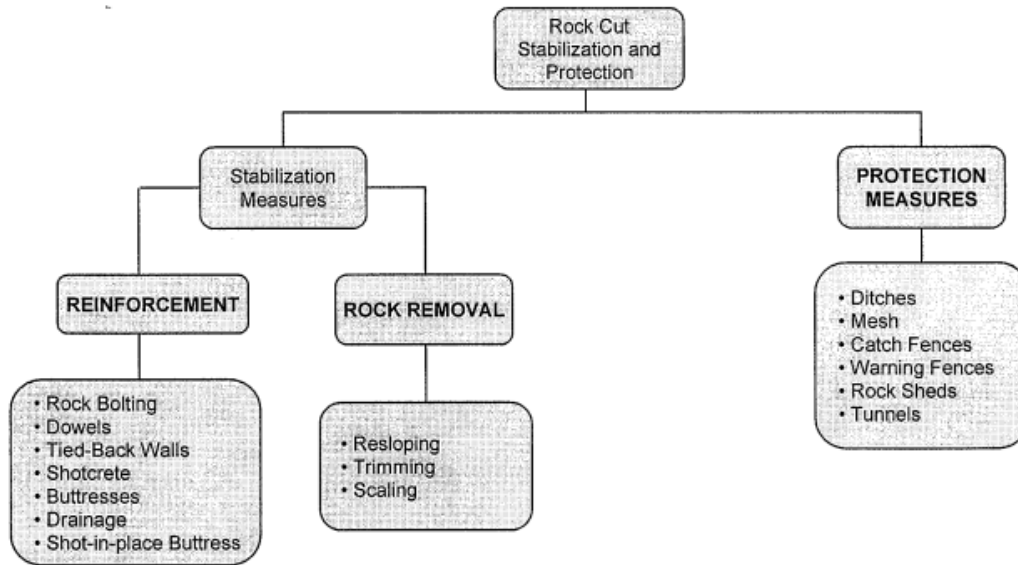 Rock Cut
Stabilization and
Protection
Stabilization
Measures
PROTECTION
MEASURES
REINFORCEMENT
ROCK REMOVAL
• Rock Bolting
• Dowels
• Tied-Back Walls
• Shotcrete
• Buttresses
• Drainage
• Shot-in-place Buttress
• Resloping
• Trimming
• Scaling
• Ditches
• Mesh
• Catch Fences
• Warning Fences
• Rock Sheds
• Tunnels